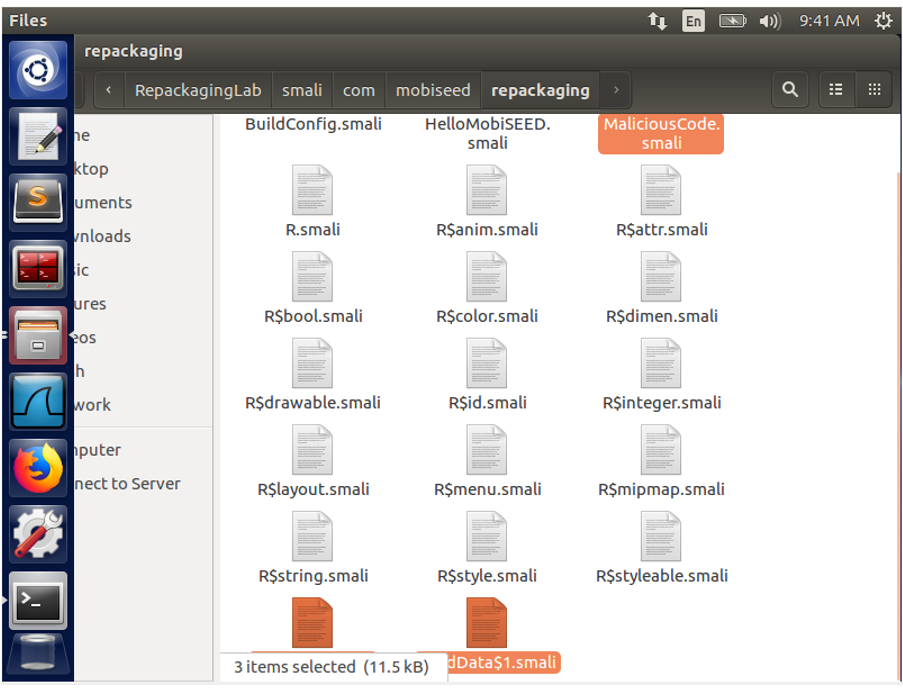 Files
En
9:41 AM
repackaging
RepackagingLab
smali
com
mobiseed
repackaging
ne
ktop
uments
wnloads
sic
ures
eos
h
work
mputer
nnect to Server
BuildConfig.smali
HelloMobiSEED.
smali
MaliciousCode.
smali
R.smali
R$anim.smali
R$attr.smali
R$bool.smali
R$color.smali
R$dimen.smali
R$drawable.smali
R$id.smali
R$integer.smali
R$layout.smali
R$menu.smali
R$mipmap.smali
R$string.smali
R$style.smali
R$styleable.smali
dData$1.smali
3 items selected (11.5 kB)